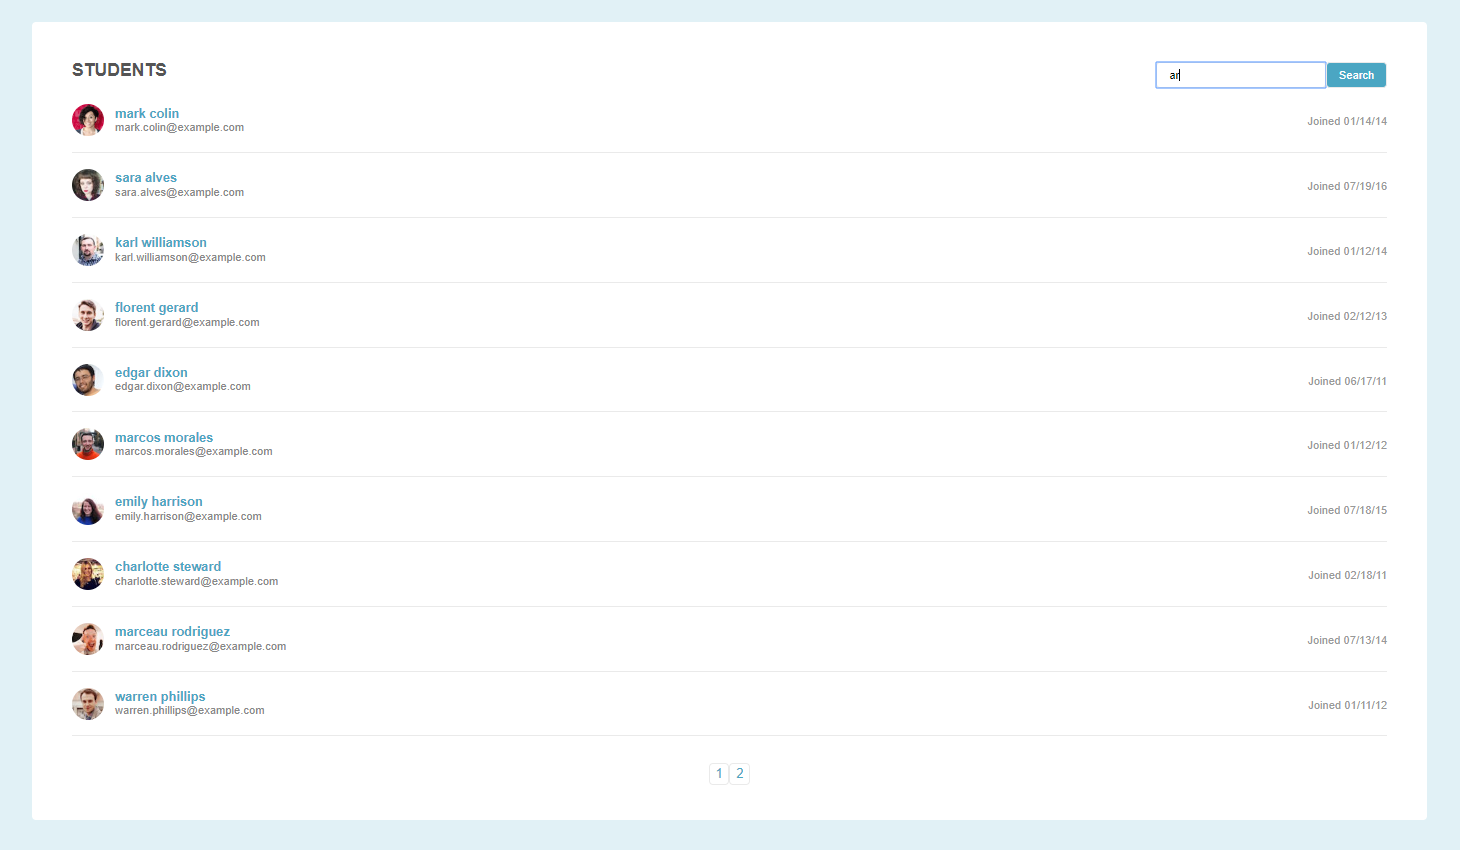 STUDENTS
ar
Search
mark colin
mark.colin@example.com
Joined 01/14/14
sara alves
sara.alves@example.com
Joined 07/19/16
karl williamson
karl.williamson@example.com
Joined 01/12/14
florent gerard
florent.gerard@example.com
Joined 02/12/13
edgar dixon
edgar.dixon@example.com
Joined 06/17/11
marcos morales
marcos.morales@example.com
Joined 01/12/12
emily harrison
emily.harrison@example.com
Joined 07/18/15
charlotte steward
charlotte.steward@example.com
Joined 02/18/11
marceau rodriguez
marceau.rodriguez@example.com
Joined 07/13/14
warren phillips
warren.phillips@example.com
Joined 01/11/12
1 2